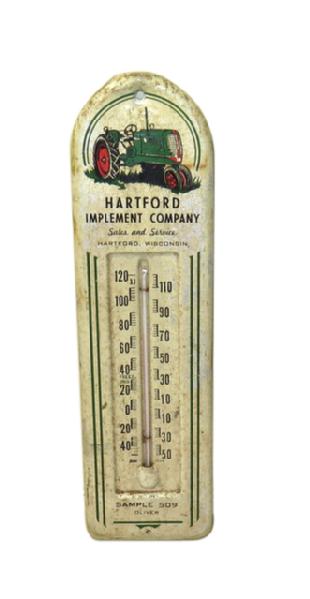 HARTFORD
IMPLEMENT COMPANY
Sales and Service
HARTFORD, WISCONSIN
120 110
100 90
80 70
60 50
40 30
20 10
0 10
20 30
40 50
SAMPLE 509
OLIVER